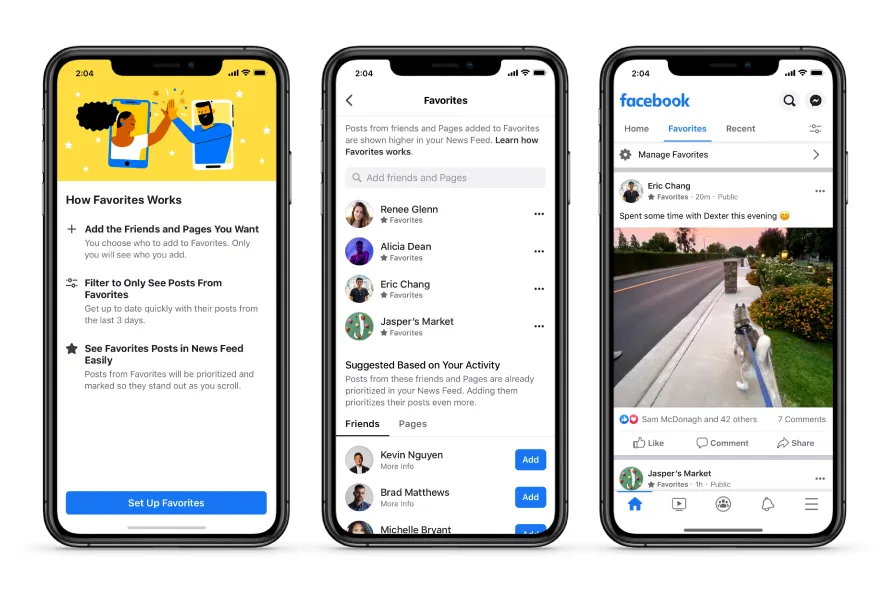 2:04
How Favorites Works
Add the Friends and Pages You Want
You choose who to add to Favorites. Only
you will see who you add.
Filter to Only See Posts From
Favorites
Get up to date quickly with their posts from
the last 3 days.
See Favorites Posts in News Feed
Easily
Posts from Favorites will be prioritized and
marked so they stand out as you scroll.
Set Up Favorites
2:04
Favorites
Posts from friends and Pages added to Favorites
are shown higher in your News Feed. Learn how
Favorites works.
Add friends and Pages
Renee Glenn
Favorites
Alicia Dean
Favorites
Eric Chang
Favorites
Jasper's Market
Favorites
Suggested Based on Your Activity
Posts from these friends and Pages are already
prioritized in your News Feed. Adding them
prioritizes their posts even more.
Friends Pages
Kevin Nguyen
More Info
Add
Brad Matthews
More Info
Add
Michelle Bryant
Add
2:04
facebook
Home Favorites Recent
Manage Favorites
Eric Chang
Favorites · 20m · Public
Spent some time with Dexter this evening 😋
Sam McDonagh and 42 others 7 Comments
Like Comment Share
Jasper's Market
Favorites · 1h · Public